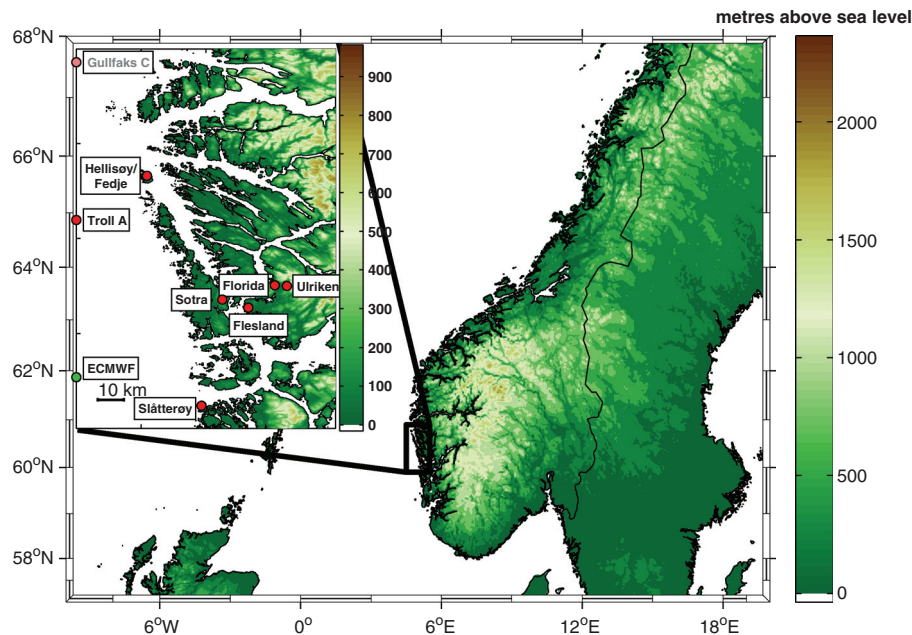 metres above sea level
68°N
66°N
64°N
62°N
60°N
58°N
6°W
0°
6°E
12°E
18°E
Gullfaks C
Hellisøy/
Fedje
Troll A
Florida
Ulriken
Sotra
Flesland
ECMWF
10 km
Slåtterøy
900
800
700
600
500
400
300
200
100
0
2000
1500
1000
500
0